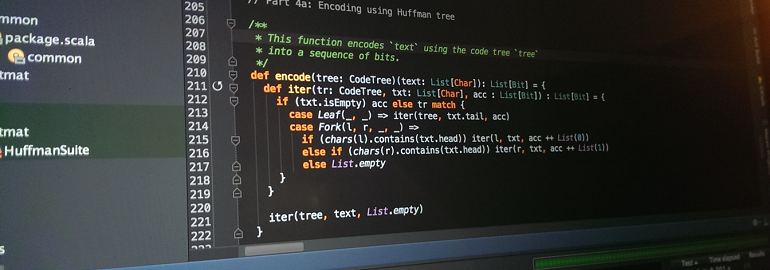 mmon
package.scala
common
tmat
tmat
HuffmanSuite
s
205 // Part 4a: Encoding using Huffman tree
206
207 /**
208 * This function encodes `text` using the code tree `tree`
209 * into a sequence of bits.
210 */
211 def encode(tree: CodeTree)(text: List[Char]): List[Bit] = {
212 def iter(tr: CodeTree, txt: List[Char], acc : List[Bit]) : List[Bit] = {
213 if (txt.isEmpty) acc else tr match {
214 case Leaf(_, _) => iter(tree, txt.tail, acc)
215 case Fork(l, r, _, _) =>
216 if (chars(l).contains(txt.head)) iter(l, txt, acc ++ List(0))
217 else if (chars(r).contains(txt.head)) iter(r, txt, acc ++ List(1))
218 else List.empty
219 }
220 }
221 iter(tree, text, List.empty)
222 }
Test
Time elapsed
Results